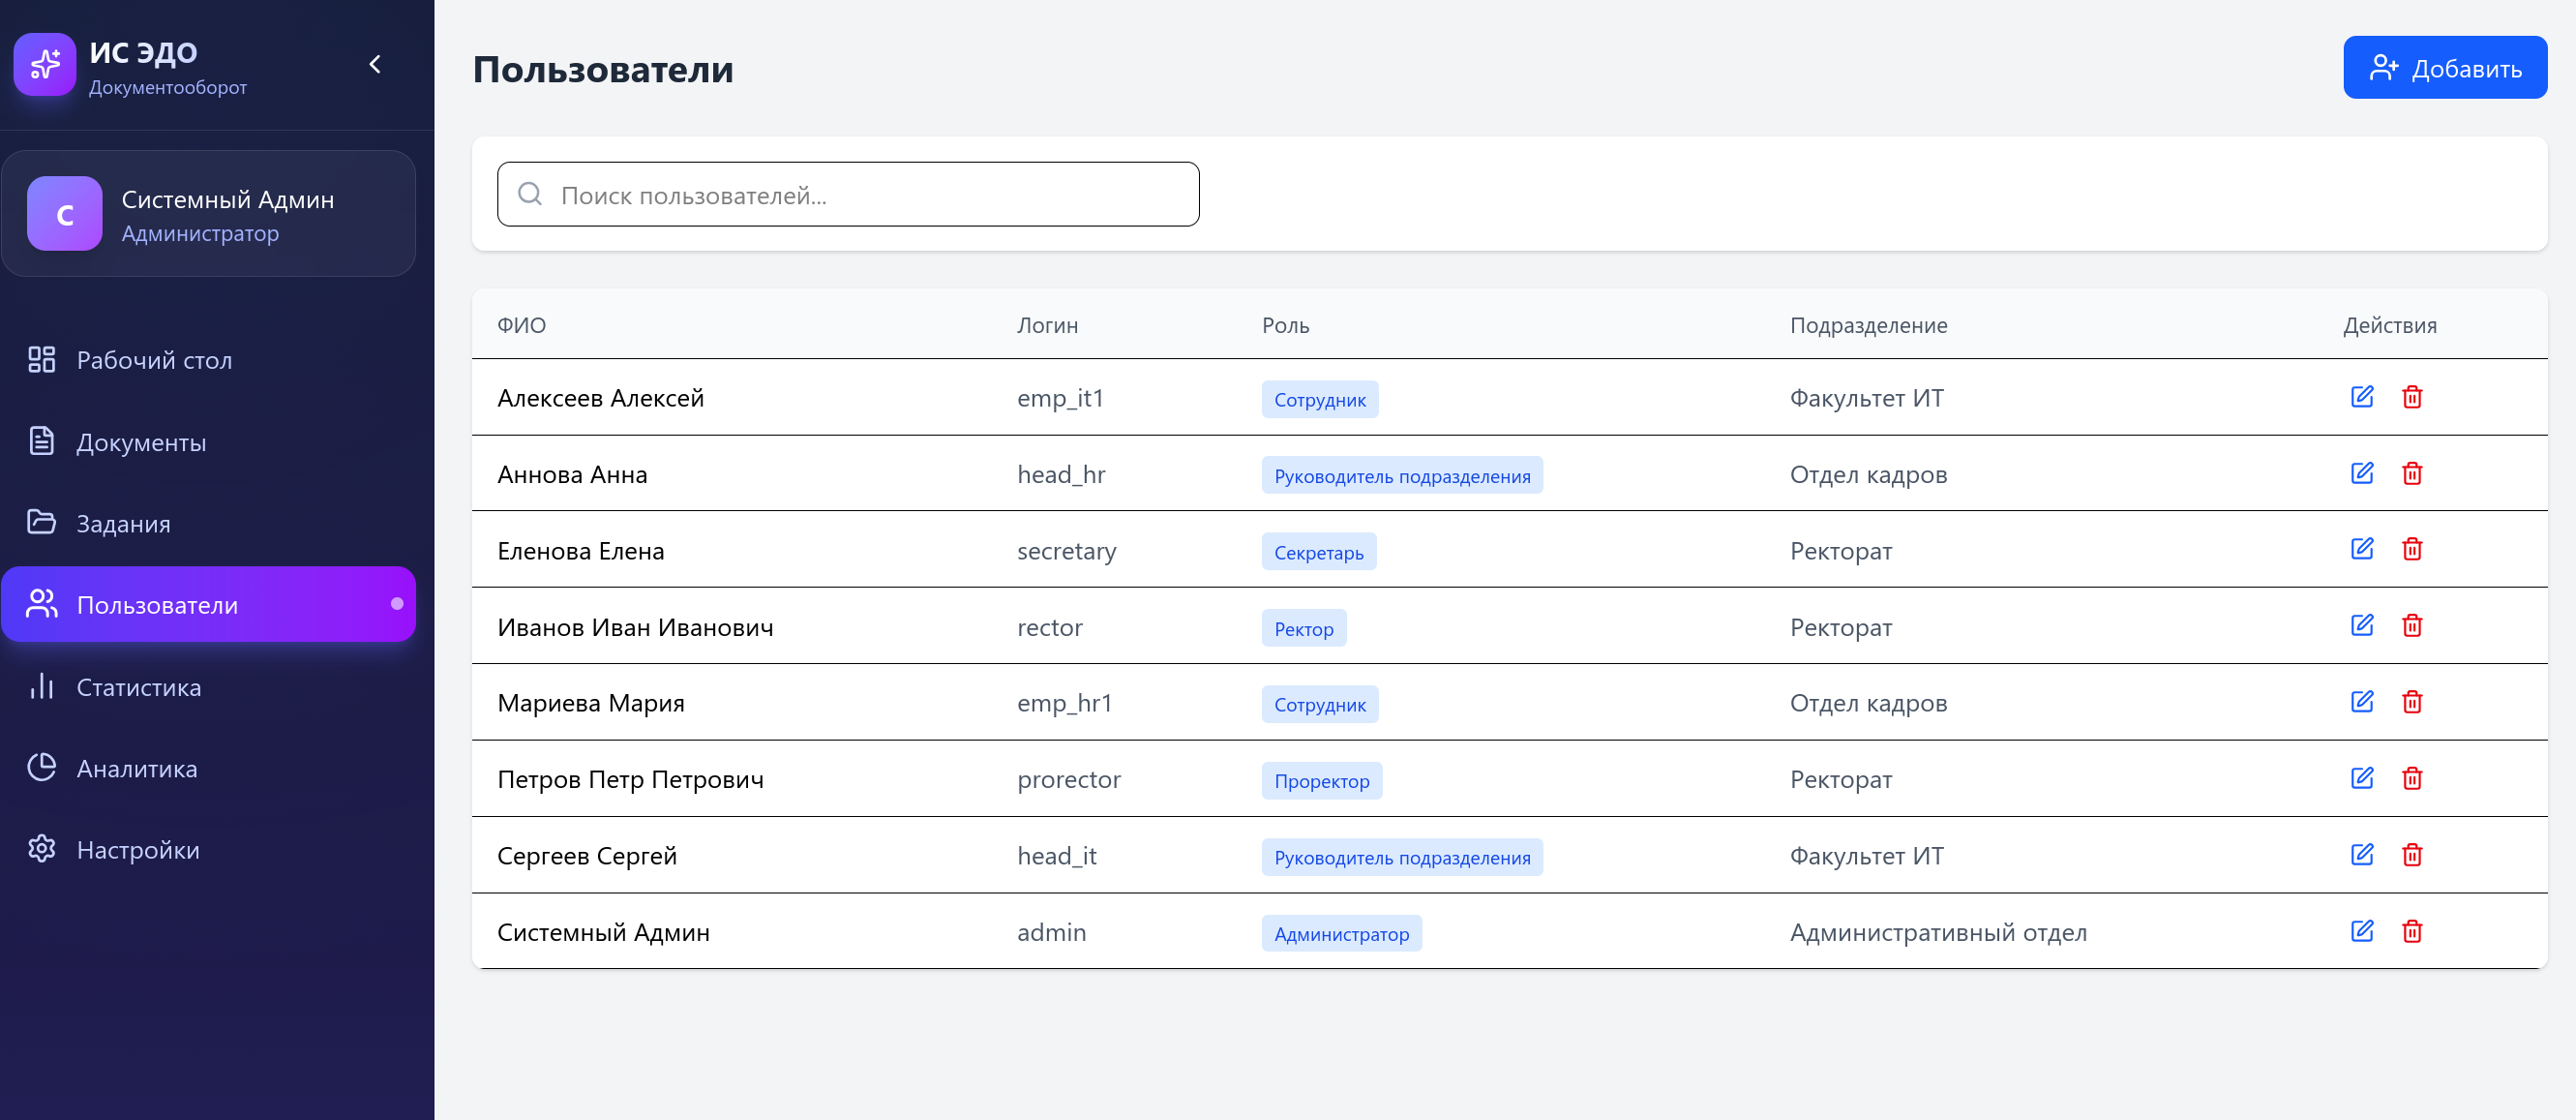 ИС ЭДО
Документооборот
С
Системный Админ
Администратор
Рабочий стол
Документы
Задания
Пользователи
Статистика
Аналитика
Настройки
Пользователи
Добавить
Поиск пользователей...
ФИО Логин Роль Подразделение Действия
Алексеев Алексей emp_it1 Сотрудник Факультет ИТ
Аннова Анна head_hr Руководитель подразделения Отдел кадров
Еленова Елена secretary Секретарь Ректорат
Иванов Иван Иванович rector Ректор Ректорат
Мариева Мария emp_hr1 Сотрудник Отдел кадров
Петров Петр Петрович prorector Проректор Ректорат
Сергеев Сергей head_it Руководитель подразделения Факультет ИТ
Системный Админ admin Администратор Административный отдел